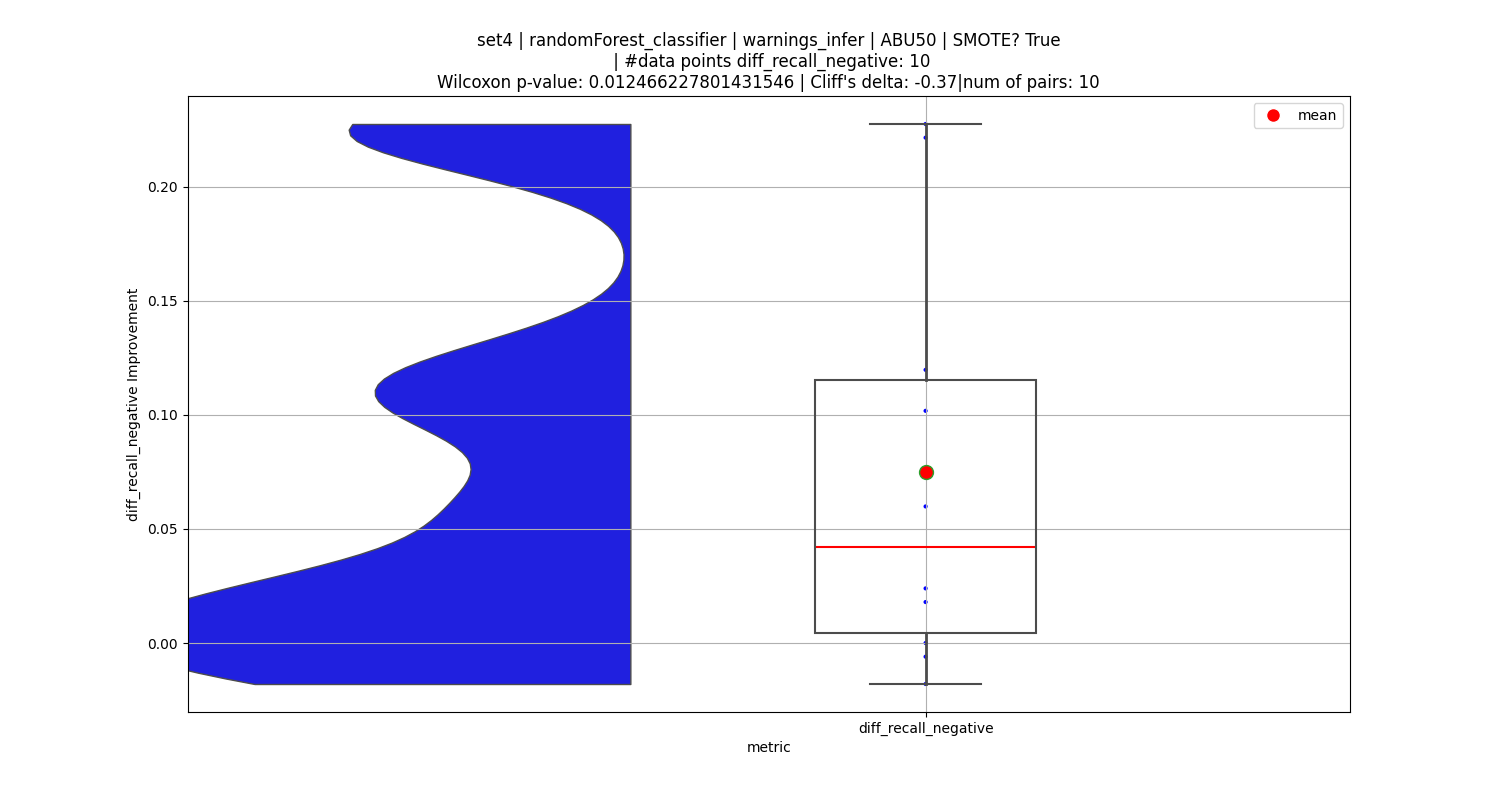 set4 | randomForest_classifier | warnings_infer | ABU50 | SMOTE? True
| #data points diff_recall_negative: 10
Wilcoxon p-value: 0.012466227801431546 | Cliff's delta: -0.37|num of pairs: 10
mean
0.20
0.15
0.10
0.05
0.00
diff_recall_negative Improvement
diff_recall_negative
metric